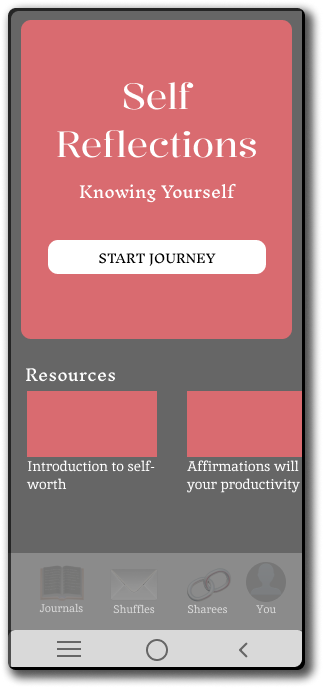 Self
Reflections
Knowing Yourself
START JOURNEY
Resources
Introduction to self-
worth
Affirmations will
your productivity
Journals
Shuffles
Sharees
You